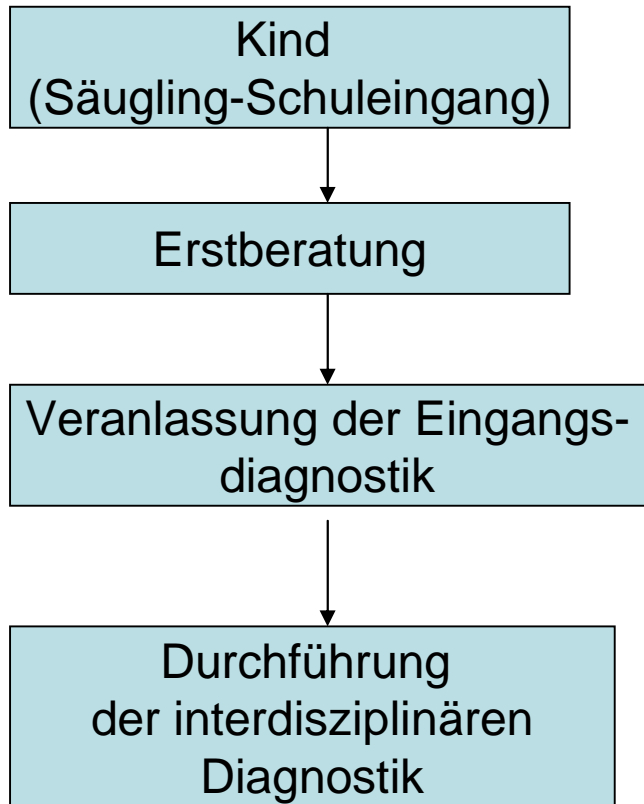 Kind
(Säugling-Schuleingang)
Erstberatung
Veranlassung der Eingangs-
diagnostik
Durchführung
der interdisziplinären
Diagnostik